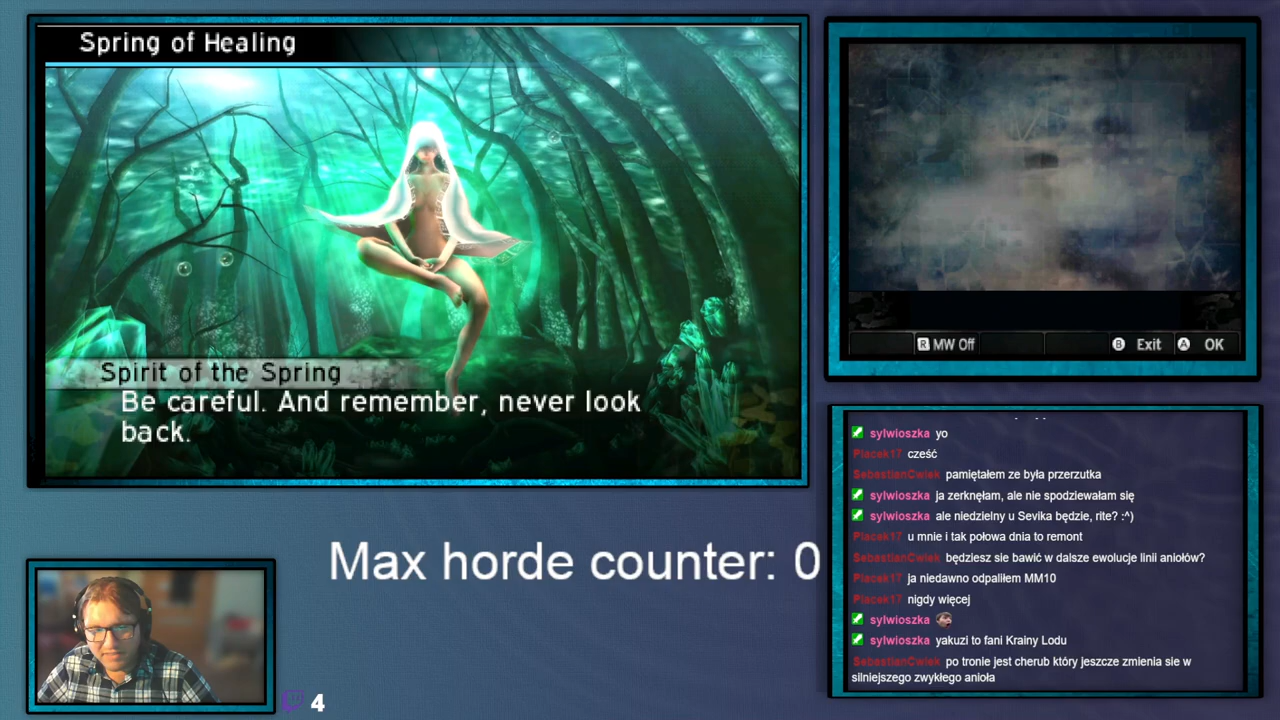 Spring of Healing
Spirit of the Spring
Be careful. And remember, never look
back.
R MW Off
B Exit
A OK
sylwioszka yo
Placek17 cześć
SebastianCwiek pamiętałem ze była przerzutka
sylwioszka ja zerknęłam, ale nie spodziewałam się
sylwioszka ale niedzielny u Sevika będzie, rite? :^)
Placek17 u mnie i tak połowa dnia to remont
SebastianCwiek będziesz sie bawić w dalsze ewolucje linii aniołów?
Placek17 ja niedawno odpaliłem MM10
Placek17 nigdy więcej
sylwioszka
sylwioszka yakuzi to fani Krainy Lodu
SebastianCwiek po tronie jest cherub który jeszcze zmienia sie w
silniejszego zwykłego anioła
Max horde counter: 0
4